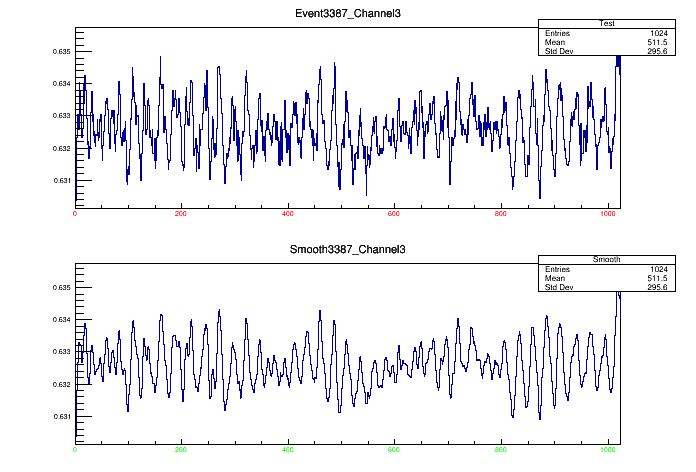 Event3387_Channel3
Test
Entries 1024
Mean 511.5
Std Dev 295.6
0.635
0.634
0.633
0.632
0.631
0 200 400 600 800 1000
Smooth3387_Channel3
Smooth
Entries 1024
Mean 511.5
Std Dev 295.6
0.635
0.634
0.633
0.632
0.631
0 200 400 600 800 1000